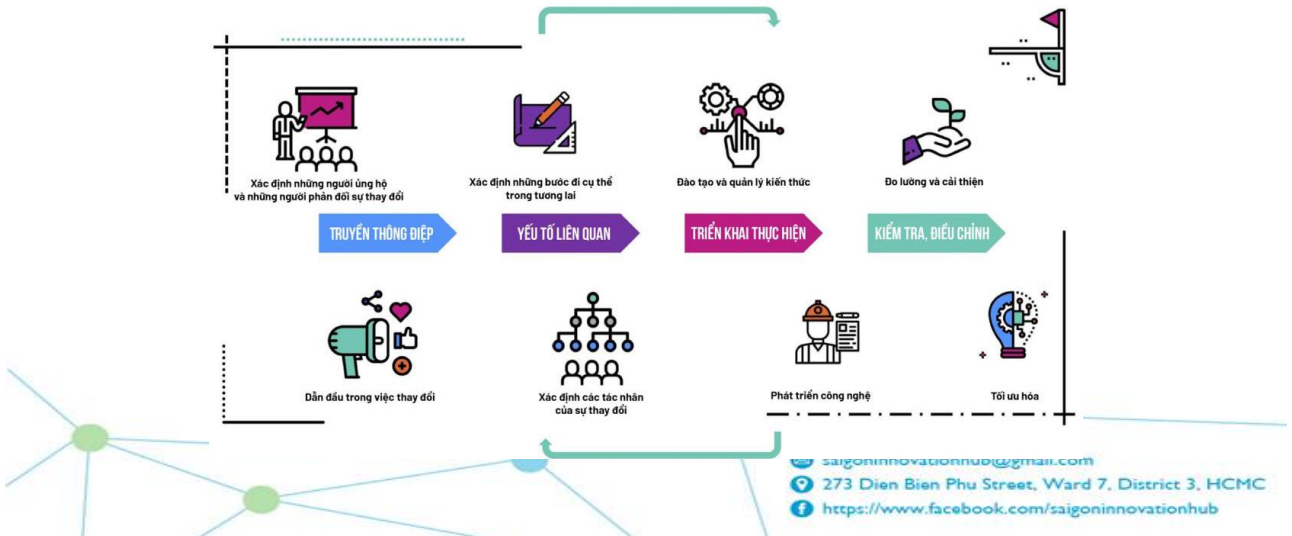 Xác định những người ủng hộ
và những người phản đối sự thay đổi
Xác định những bước đi cụ thể
trong tương lai
Đào tạo và quản lý kiến thức
Đo lường và cải thiện
TRUYỀN THÔNG ĐIỆP
YẾU TỐ LIÊN QUAN
TRIỂN KHAI THỰC HIỆN
KIỂM TRA, ĐIỀU CHỈNH
Dẫn đầu trong việc thay đổi
Xác định các tác nhân
của sự thay đổi
Phát triển công nghệ
Tối ưu hóa
saigoninnovationhub@gmail.com
273 Dien Bien Phu Street, Ward 7, District 3, HCMC
https://www.facebook.com/saigoninnovationhub